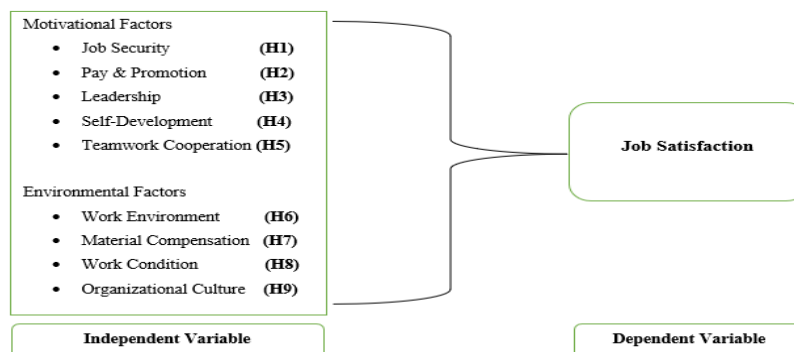 Motivational Factors
• Job Security (H1)
• Pay & Promotion (H2)
• Leadership (H3)
• Self-Development (H4)
• Teamwork Cooperation (H5)
Environmental Factors
• Work Environment (H6)
• Material Compensation (H7)
• Work Condition (H8)
• Organizational Culture (H9)
Job Satisfaction
Independent Variable
Dependent Variable